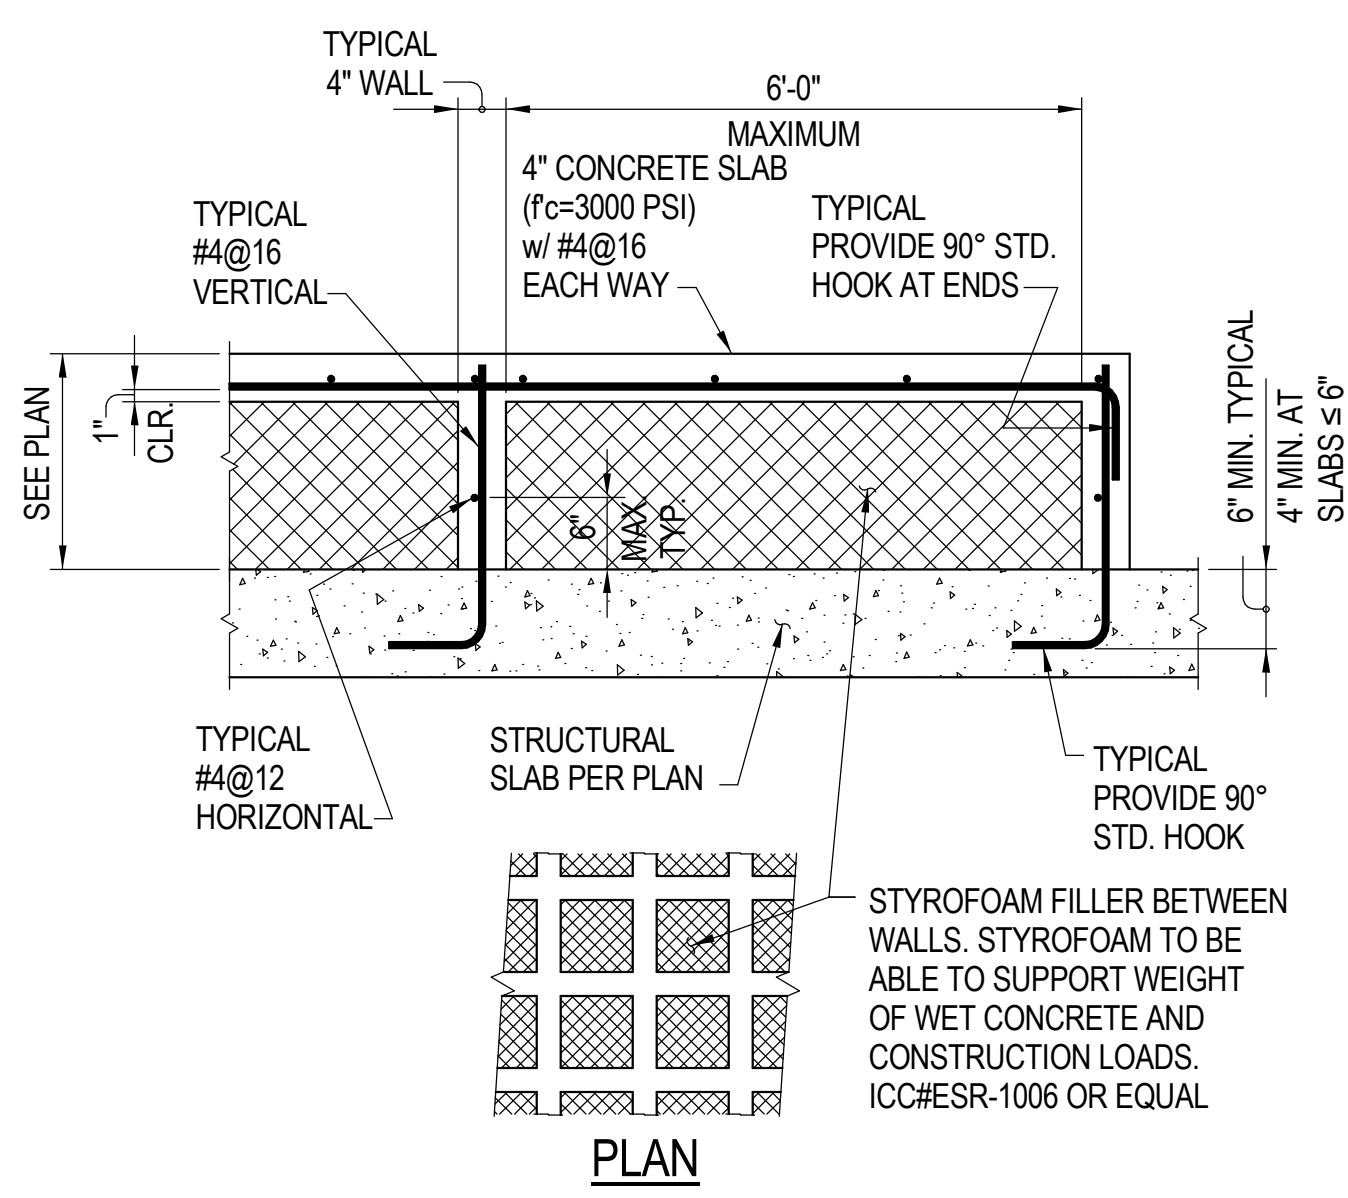 TYPICAL
4" WALL
6'-0"
MAXIMUM
4" CONCRETE SLAB
(f'c=3000 PSI)
w/ #4@16
EACH WAY
TYPICAL
#4@16
VERTICAL
TYPICAL
PROVIDE 90° STD.
HOOK AT ENDS
SEE PLAN
1"
CLR.
6"
MAX.
TYP.
6" MIN. TYPICAL
4" MIN. AT
SLABS ≤ 6"
TYPICAL
#4@12
HORIZONTAL
STRUCTURAL
SLAB PER PLAN
TYPICAL
PROVIDE 90°
STD. HOOK
STYROFOAM FILLER BETWEEN
WALLS. STYROFOAM TO BE
ABLE TO SUPPORT WEIGHT
OF WET CONCRETE AND
CONSTRUCTION LOADS.
ICC#ESR-1006 OR EQUAL
PLAN